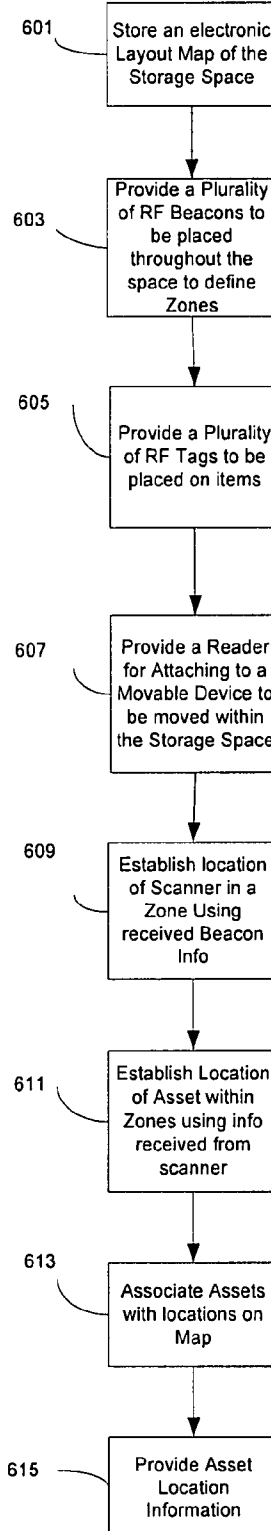 601
Store an electronic
Layout Map of the
Storage Space
603
Provide a Plurality
of RF Beacons to
be placed
throughout the
space to define
Zones
605
Provide a Plurality
of RF Tags to be
placed on items
607
Provide a Reader
for Attaching to a
Movable Device to
be moved within
the Storage Space
609
Establish location
of Scanner in a
Zone Using
received Beacon
Info
611
Establish Location
of Asset within
Zones using info
received from
scanner
613
Associate Assets
with locations on
Map
615
Provide Asset
Location
Information